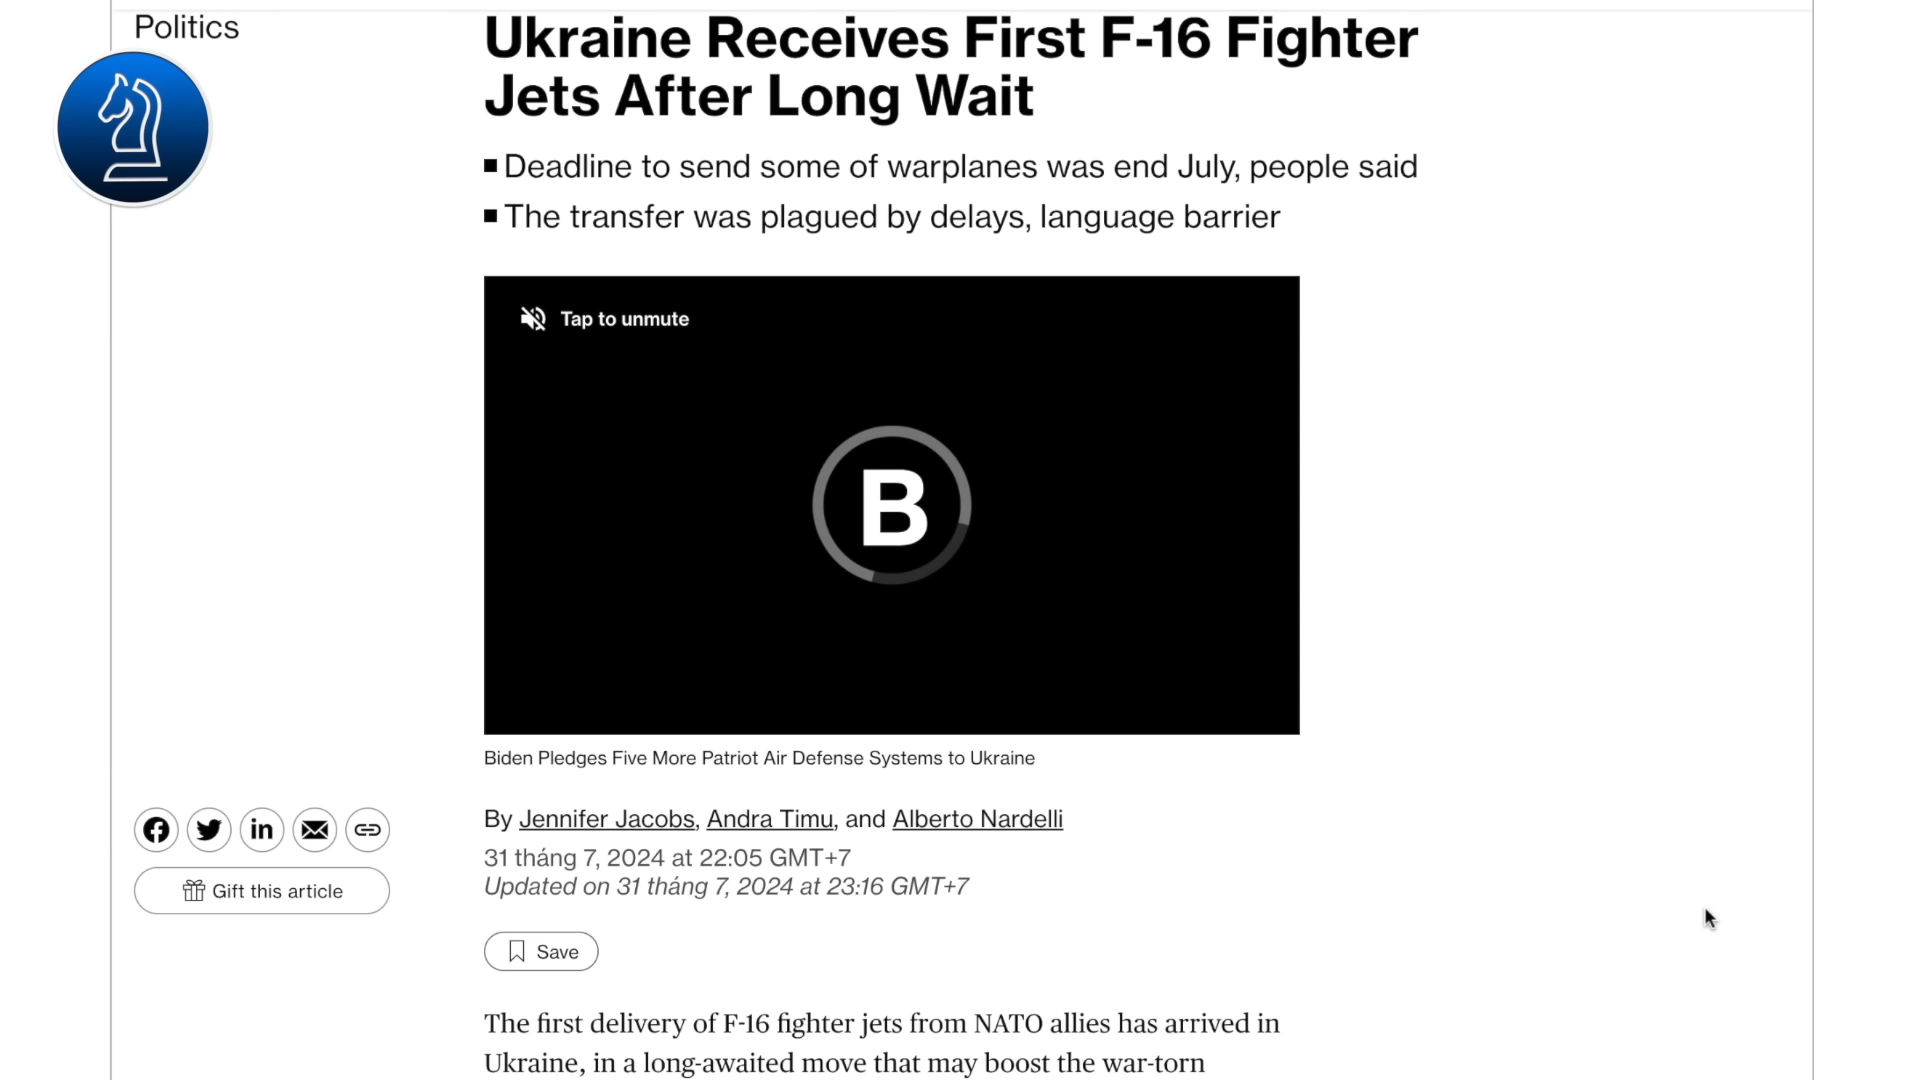 Politics
Ukraine Receives First F-16 Fighter
Jets After Long Wait
Deadline to send some of warplanes was end July, people said
The transfer was plagued by delays, language barrier
Tap to unmute
B
Biden Pledges Five More Patriot Air Defense Systems to Ukraine
By Jennifer Jacobs, Andra Timu, and Alberto Nardelli
31 tháng 7, 2024 at 22:05 GMT+7
Updated on 31 tháng 7, 2024 at 23:16 GMT+7
in
Gift this article
Save
The first delivery of F-16 fighter jets from NATO allies has arrived in
Ukraine, in a long-awaited move that may boost the war-torn